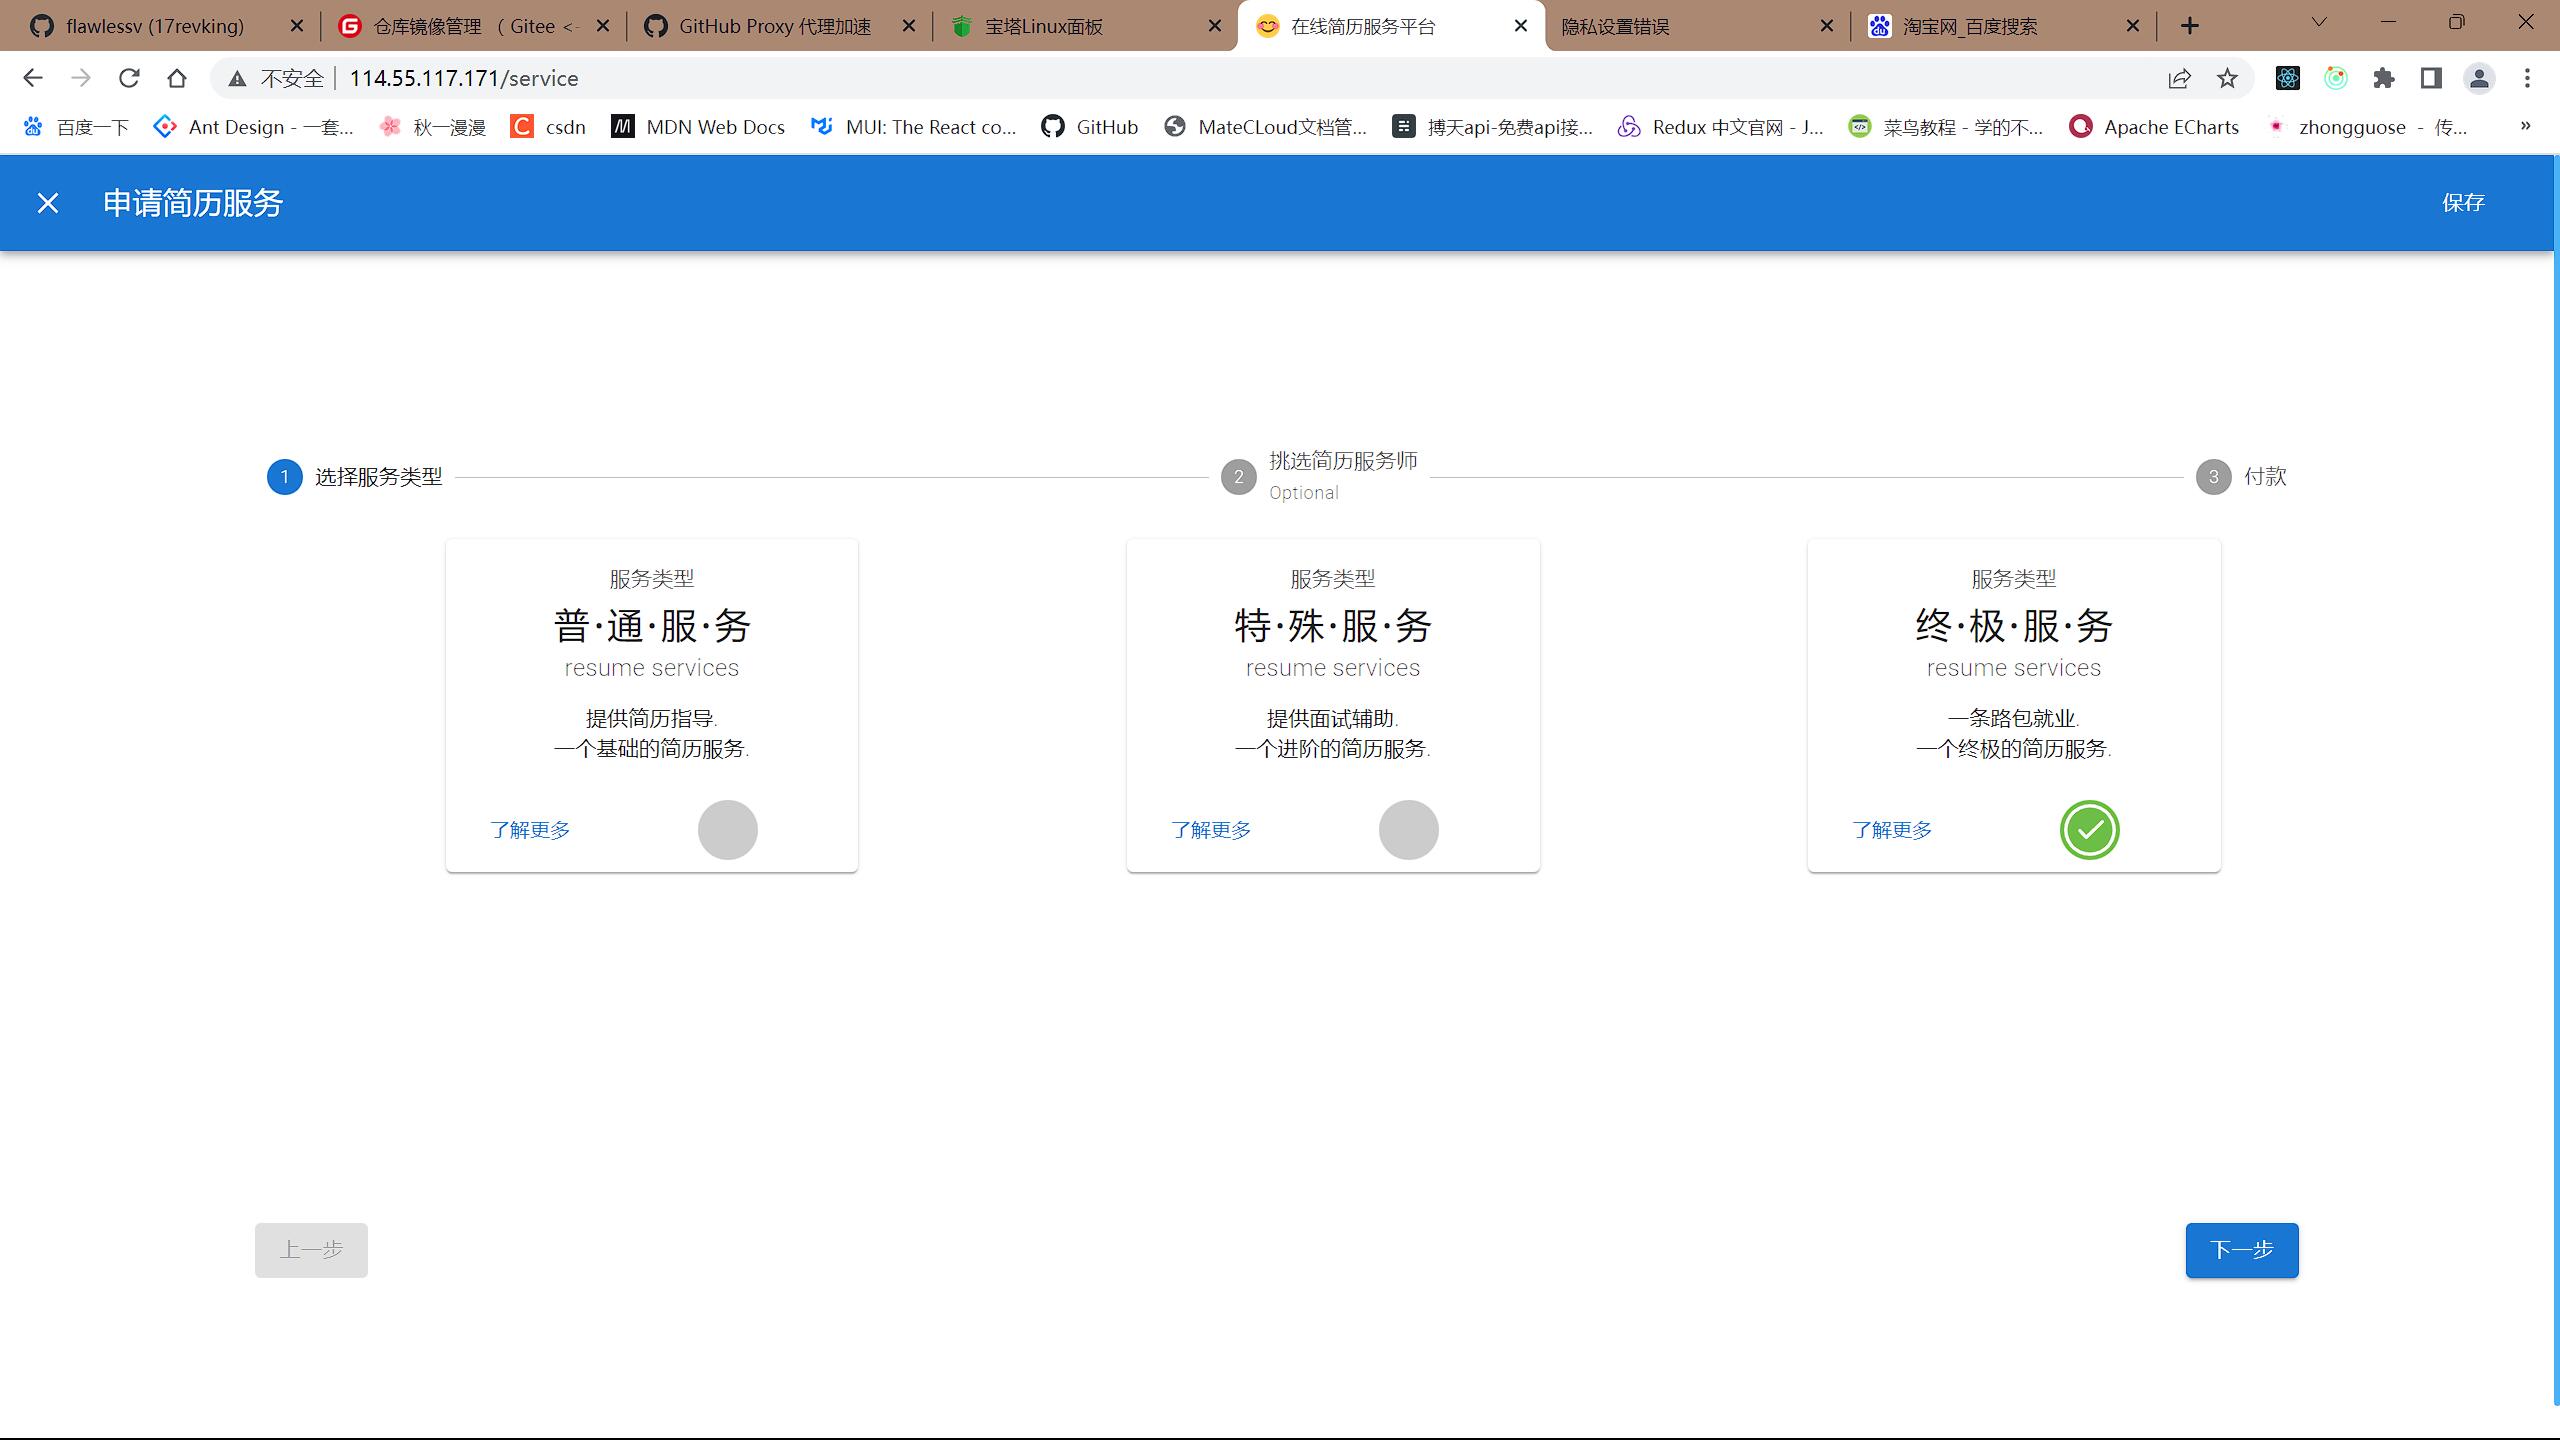 flawlessv (17revking)
仓库镜像管理 （ Gitee <-
GitHub Proxy 代理加速
宝塔Linux面板
在线简历服务平台
隐私设置错误
淘宝网_百度搜索
不安全
114.55.117.171/service
百度一下
Ant Design - 一套...
秋一漫漫
csdn
MDN Web Docs
MUI: The React co...
GitHub
MateCLoud文档管...
搏天api-免费api接...
Redux 中文官网 - J...
菜鸟教程 - 学的不...
Apache ECharts
zhongguose - 传...
申请简历服务
保存
1 选择服务类型
2 挑选简历服务师
Optional
3 付款
服务类型
普·通·服·务
resume services
提供简历指导.
一个基础的简历服务.
了解更多
服务类型
特·殊·服·务
resume services
提供面试辅助.
一个进阶的简历服务.
了解更多
服务类型
终·极·服·务
resume services
一条路包就业.
一个终极的简历服务.
了解更多
上一步
下一步